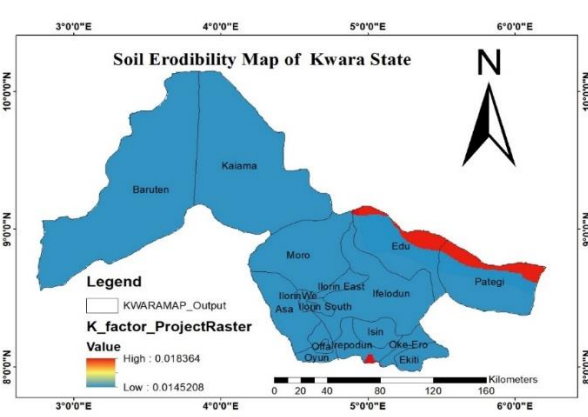 3°0'0"E 4°0'0"E 5°0'0"E 6°0'0"E
Soil Erodibility Map of Kwara State
N
10°0'0"N
Kaiama
Baruten
9°0'0"N
Edu
Moro
Pategi
Legend
KWARAMAP_Output
Ilorin East
IlorinWe
Ifelodun
Asa
Ilorin South
K_factor_ProjectRaster
Value
Isin
Offa
Irepodun
Oke-Ero
Oyun
Ekiti
High : 0.018364
Low : 0.0145208
8°0'0"N
Kilometers
0 20 40 80 120 160
3°0'0"E 4°0'0"E 5°0'0"E 6°0'0"E